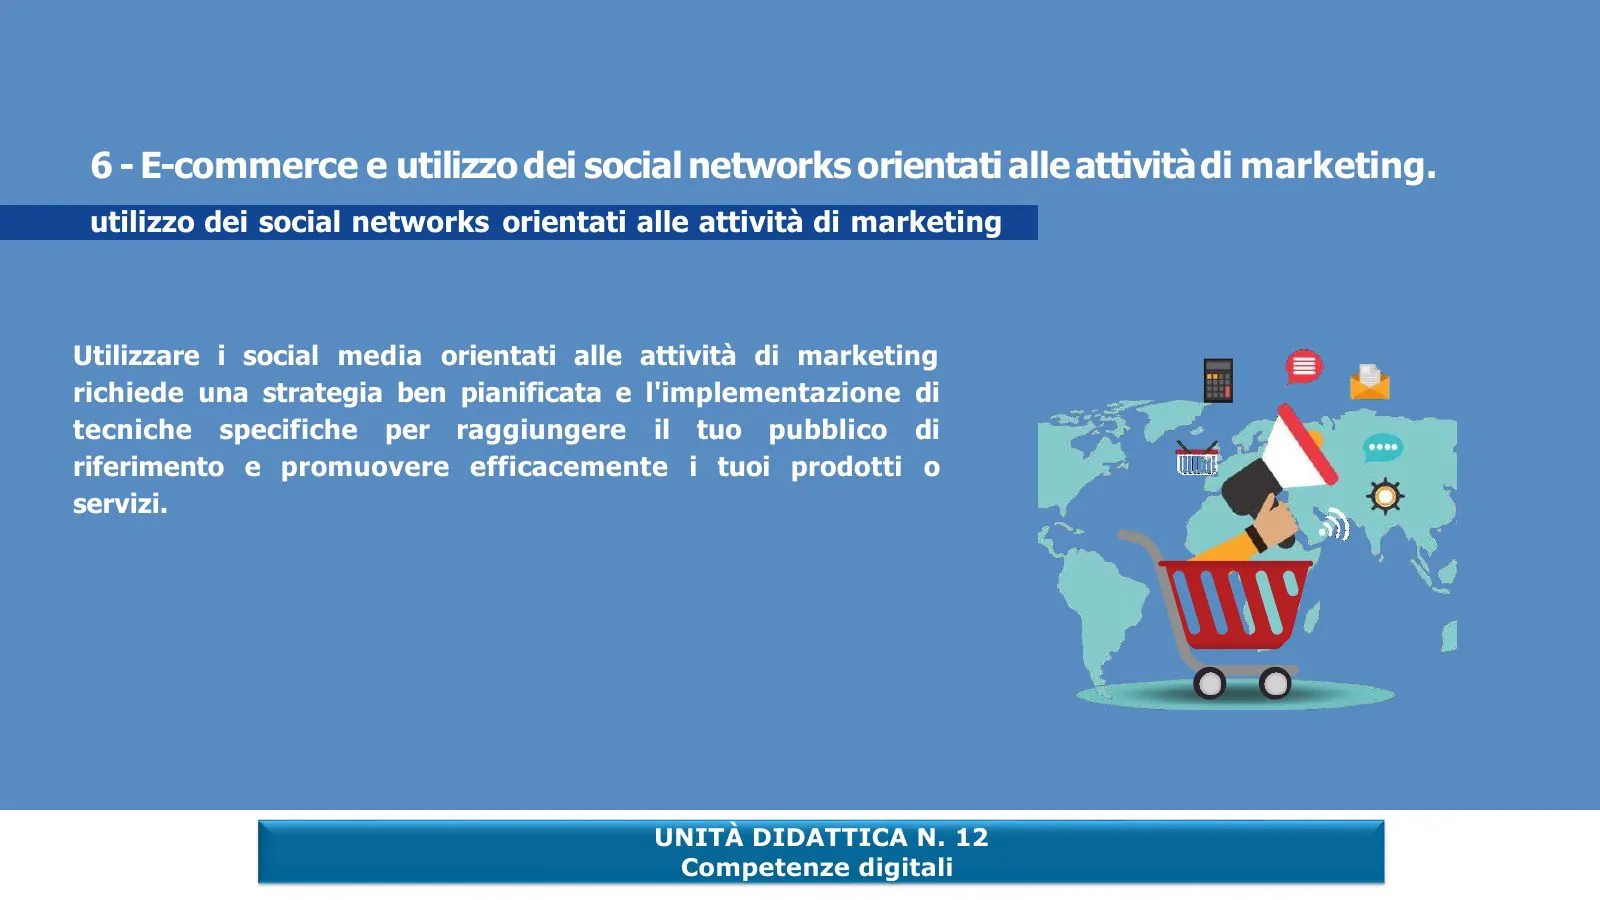 6 - E-commerce e utilizzo dei social networks orientati alle attività di marketing.
utilizzo dei social networks orientati alle attività di marketing
Utilizzare i social media orientati alle attività di marketing
richiede una strategia ben pianificata e l'implementazione di
tecniche specifiche per raggiungere il tuo pubblico di
riferimento e promuovere efficacemente i tuoi prodotti o
servizi.
UNITÀ DIDATTICA N. 12
Competenze digitali